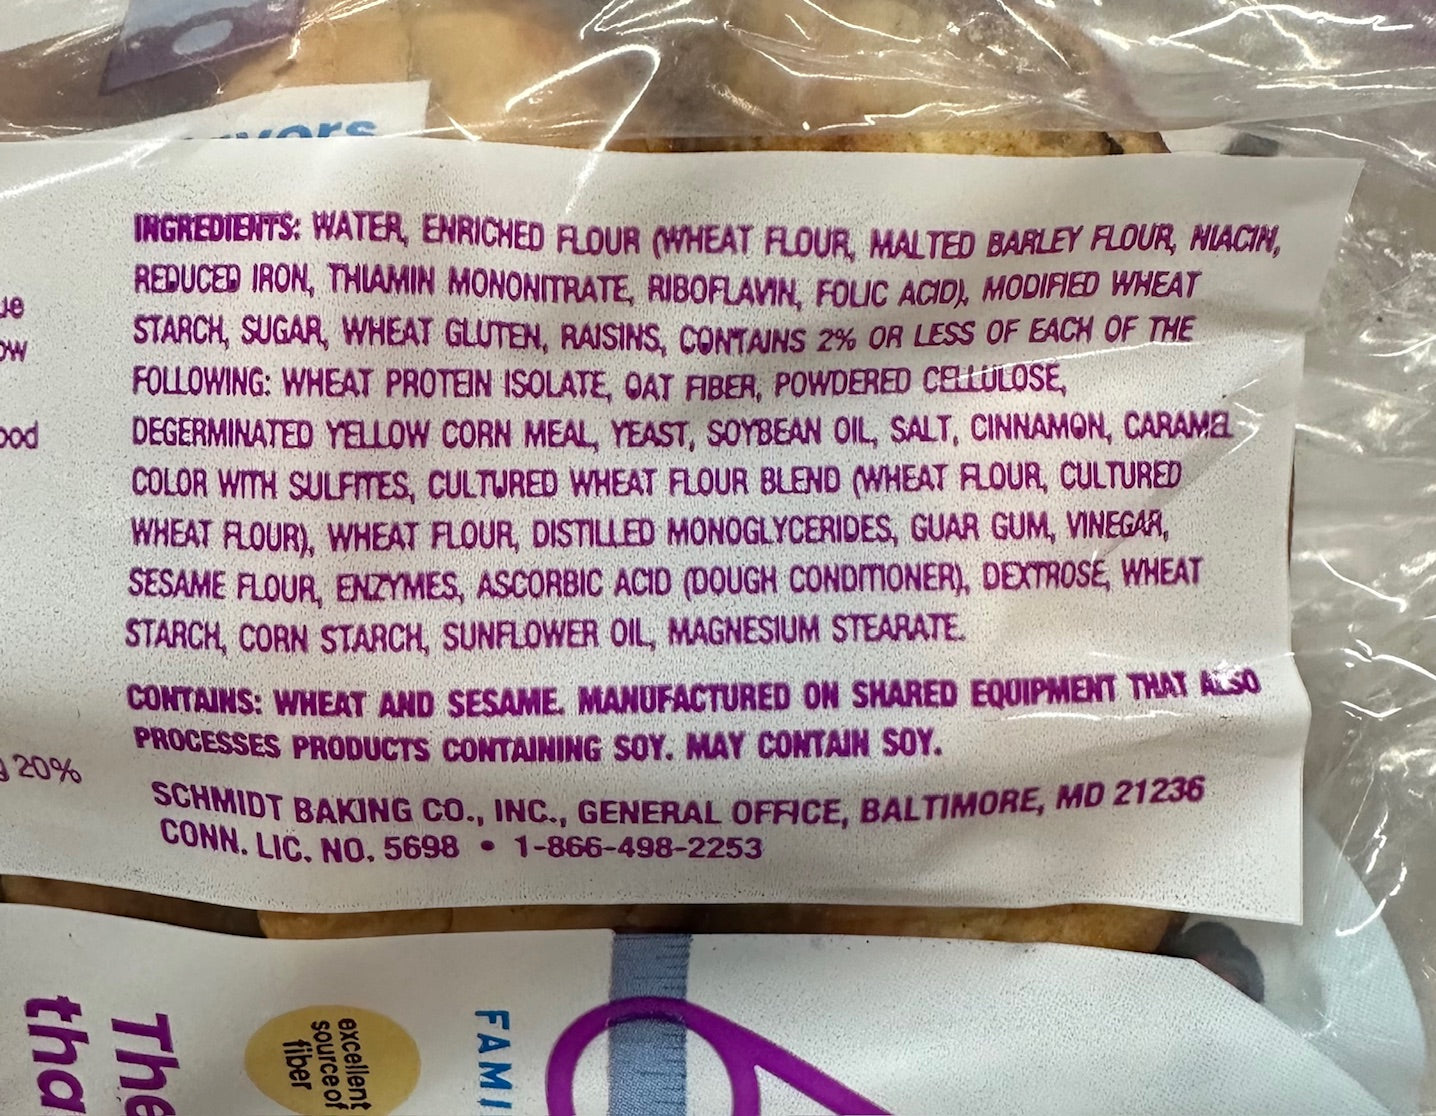 INGREDIENTS: WATER, ENRICHED FLOUR (WHEAT FLOUR, MALTED BARLEY FLOUR, NIACIN,
REDUCED IRON, THIAMIN MONONITRATE, RIBOFLAVIN, FOLIC ACID), MODIFIED WHEAT
STARCH, SUGAR, WHEAT GLUTEN, RAISINS, CONTAINS 2% OR LESS OF EACH OF THE
FOLLOWING: WHEAT PROTEIN ISOLATE, OAT FIBER, POWDERED CELLULOSE,
DEGERMINATED YELLOW CORN MEAL, YEAST, SOYBEAN OIL, SALT, CINNAMON, CARAMEL
COLOR WITH SULFITES, CULTURED WHEAT FLOUR BLEND (WHEAT FLOUR, CULTURED
WHEAT FLOUR), WHEAT FLOUR, DISTILLED MONOGLYCERIDES, GUAR GUM, VINEGAR,
SESAME FLOUR, ENZYMES, ASCORBIC ACID (DOUGH CONDITIONER), DEXTROSE, WHEAT
STARCH, CORN STARCH, SUNFLOWER OIL, MAGNESIUM STEARATE.
CONTAINS: WHEAT AND SESAME. MANUFACTURED ON SHARED EQUIPMENT THAT ALSO
PROCESSES PRODUCTS CONTAINING SOY. MAY CONTAIN SOY.
SCHMIDT BAKING CO., INC., GENERAL OFFICE, BALTIMORE, MD 21236
CONN. LIC. NO. 5698 • 1-866-498-2253
20%
The
tha
excellent
source of
fiber
FAMI